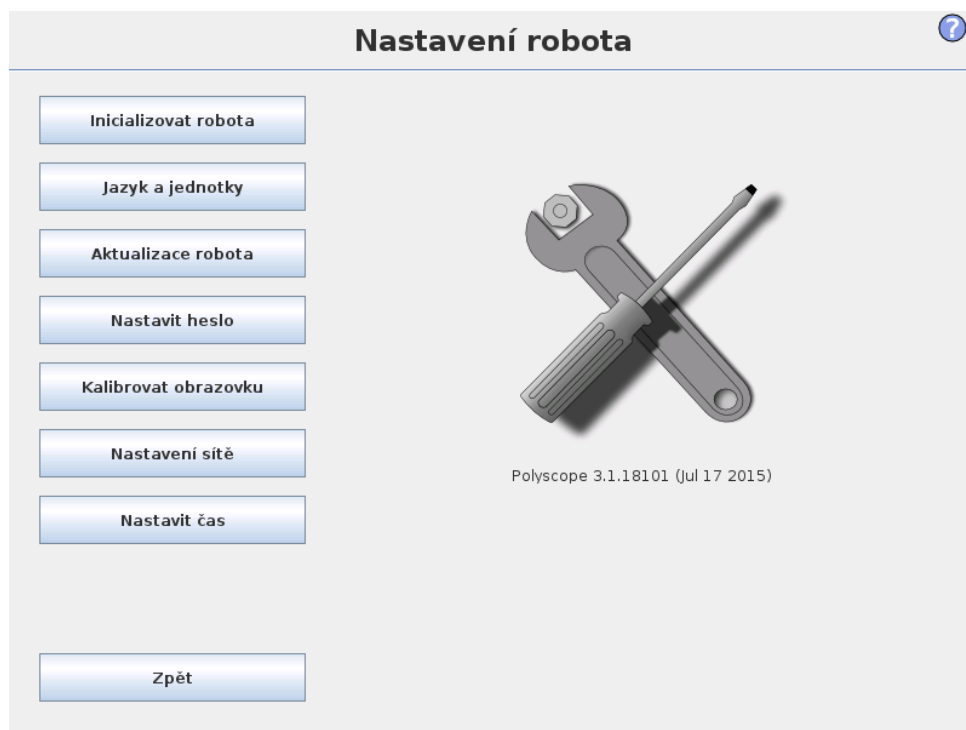 Nastavení robota
?
Inicializovat robota
Jazyk a jednotky
Aktualizace robota
Nastavit heslo
Kalibrovat obrazovku
Nastavení sítě
Nastavit čas
Polyscope 3.1.18101 (Jul 17 2015)
Zpět